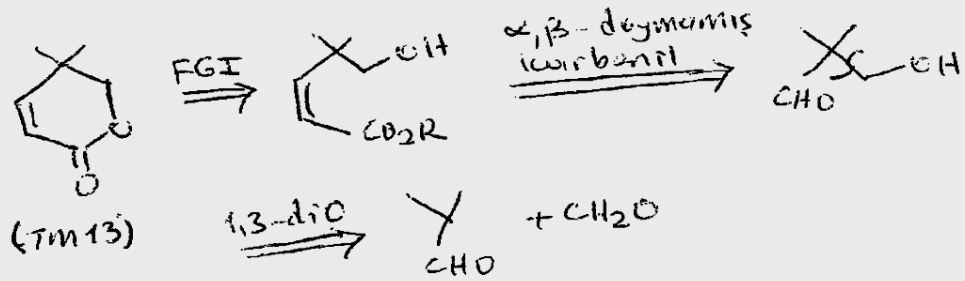 FGI
OH
CO₂R
α,β-doymamış
karbonil
OH
CHO
O
O
(TM 13)
1,3-diO
CHO
+ CH₂O